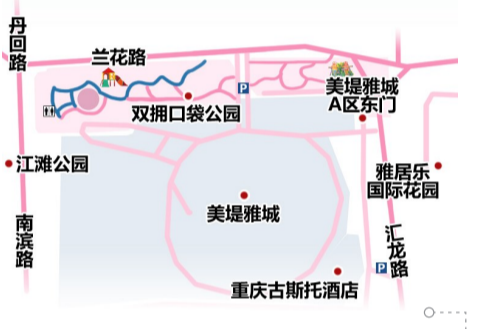 丹回路
兰花路
P
美堤雅城
A区东门
双拥口袋公园
江滩公园
雅居乐
国际花园
美堤雅城
南滨路
汇龙路
P
重庆古斯托酒店